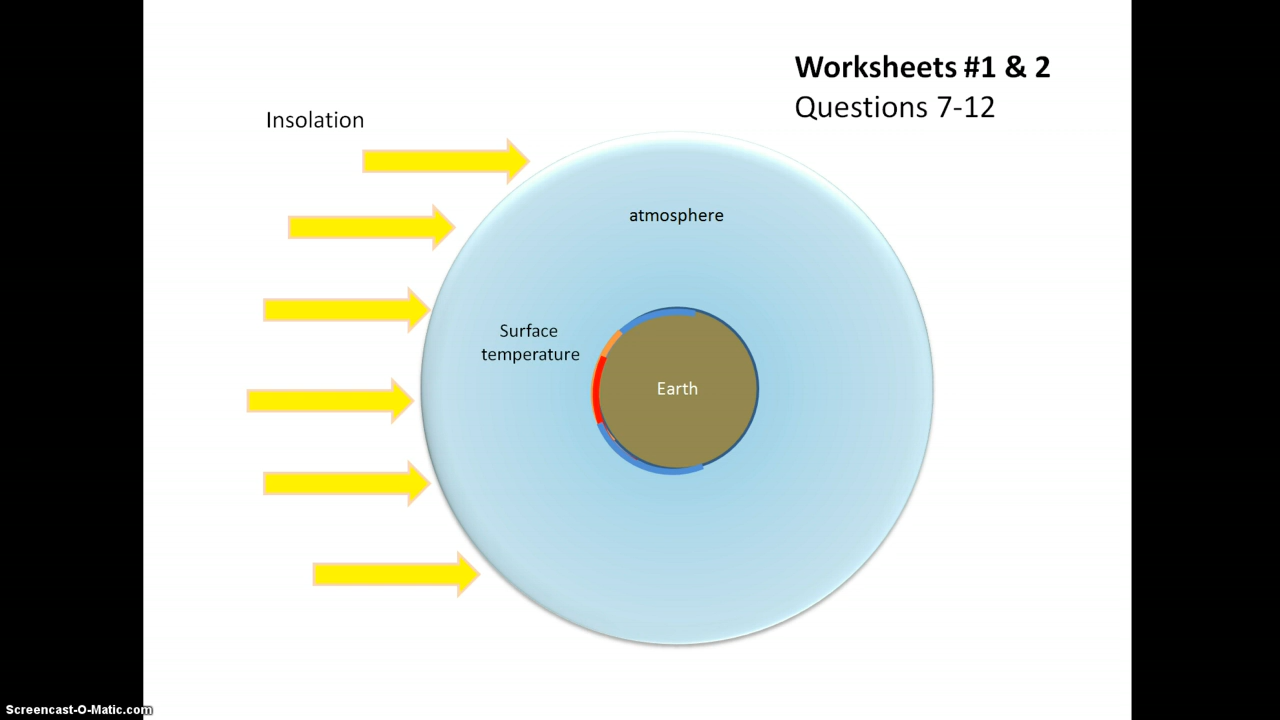 Worksheets #1 & 2
Questions 7-12
Insolation
atmosphere
Surface
temperature
Earth
Screencast-O-Matic.com